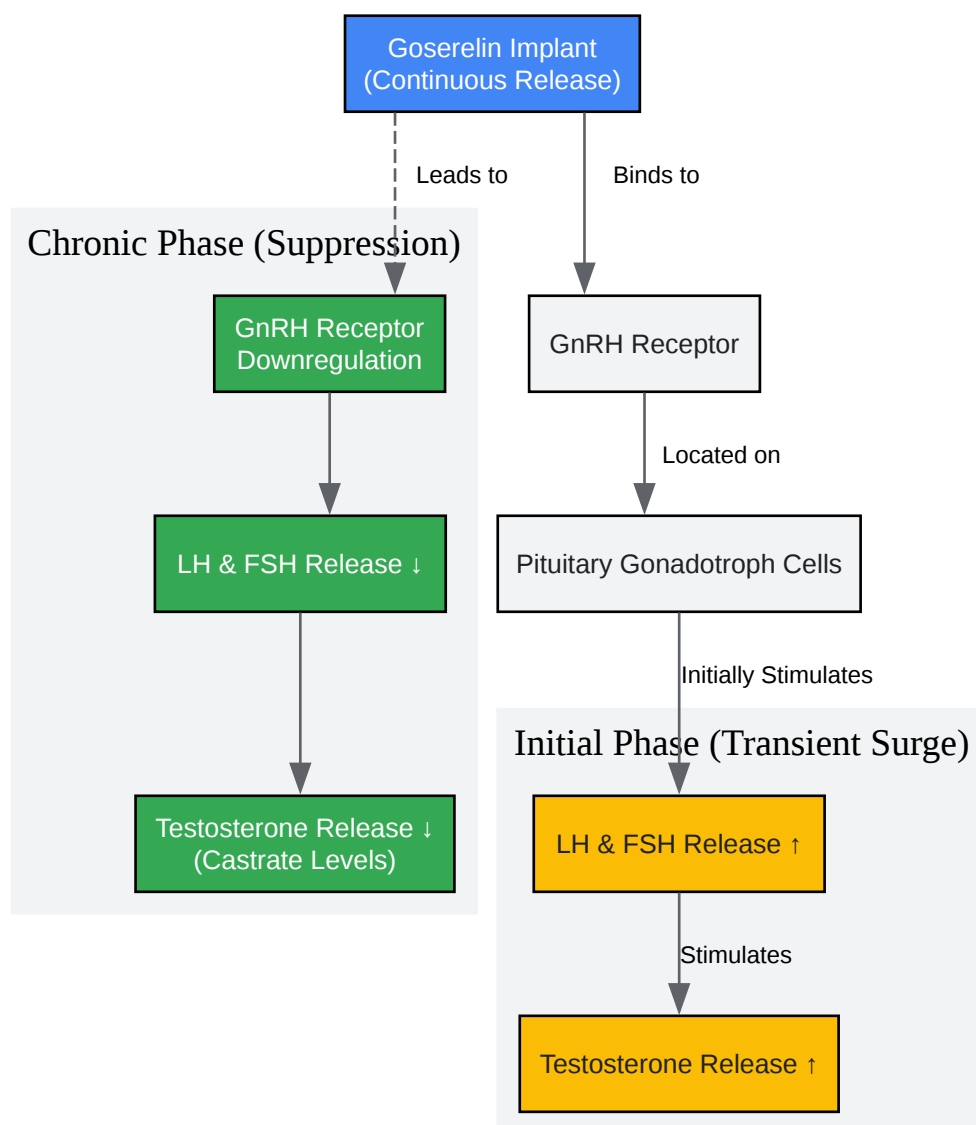 Goserelin Implant
(Continuous Release)
Leads to
Binds to
Chronic Phase (Suppression)
GnRH Receptor
Downregulation
GnRH Receptor
Located on
LH & FSH Release ↓
Pituitary Gonadotroph Cells
Initially Stimulates
Initial Phase (Transient Surge)
Testosterone Release ↓
(Castrate Levels)
LH & FSH Release ↑
Stimulates
Testosterone Release ↑